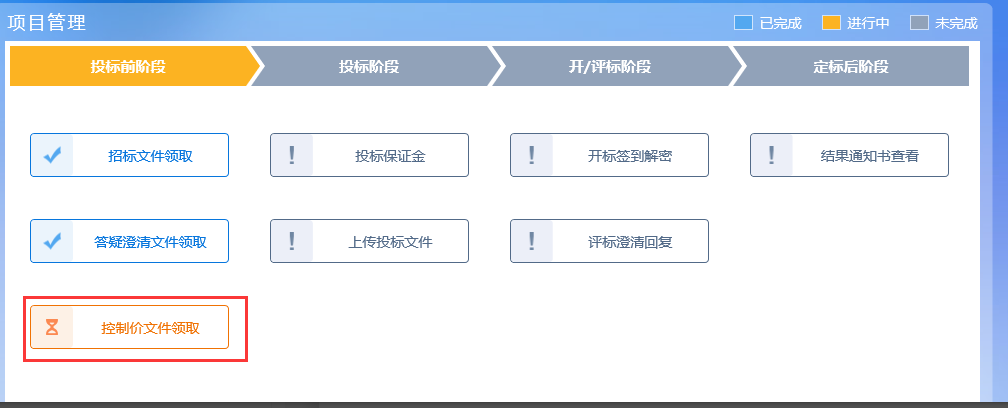 项目管理
已完成 进行中 未完成
投标前阶段 投标阶段 开/评标阶段 定标后阶段
招标文件领取 投标保证金 开标签到解密 结果通知书查看
答疑澄清文件领取 上传投标文件 评标澄清回复
控制价文件领取